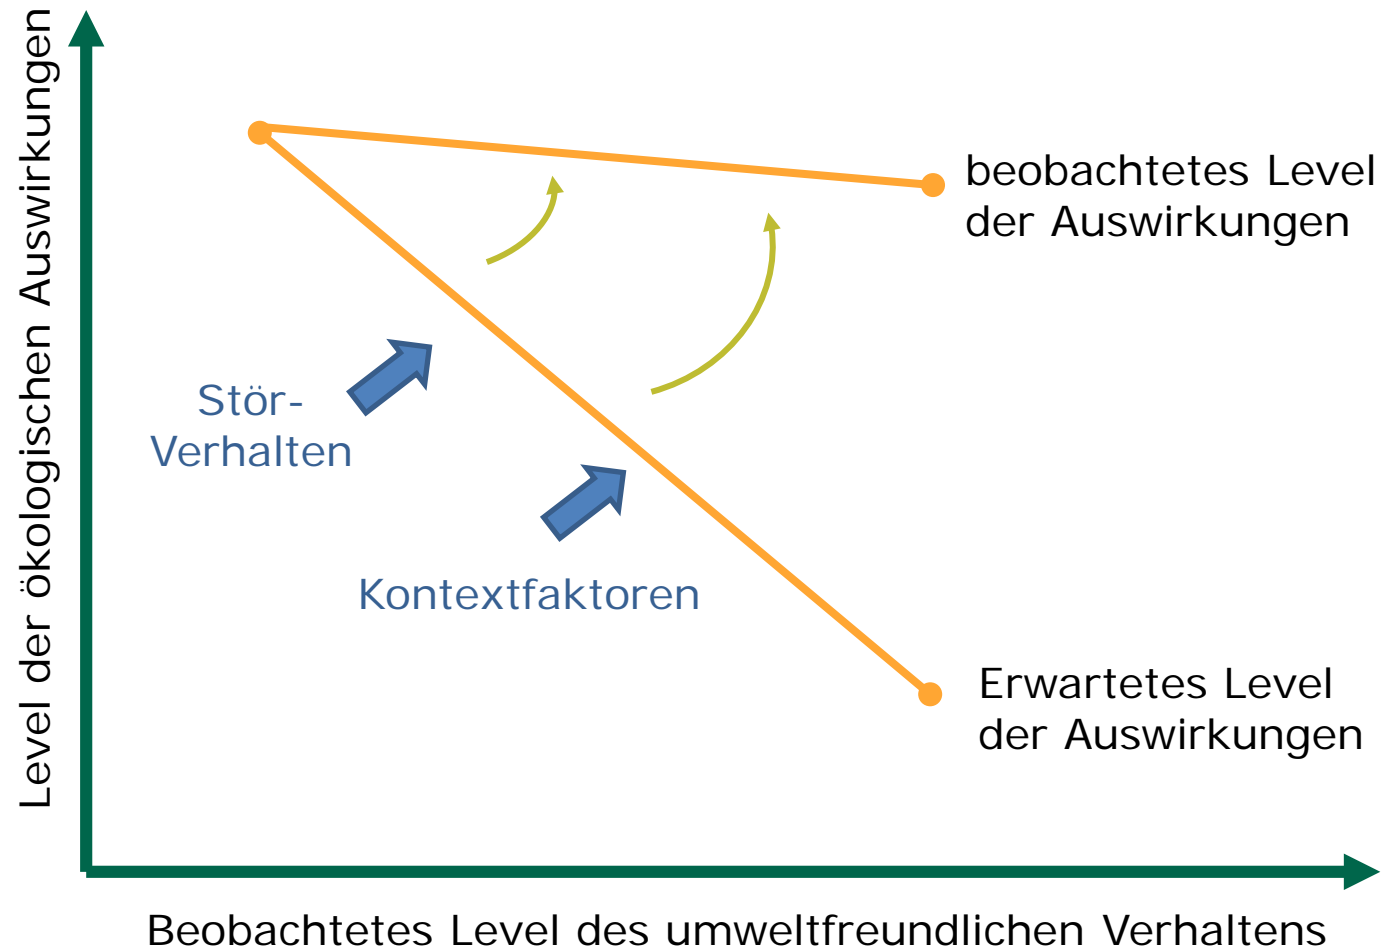 Level der ökologischen Auswirkungen
beobachtetes Level
der Auswirkungen
Stör-
Verhalten
Kontextfaktoren
Erwartetes Level
der Auswirkungen
Beobachtetes Level des umweltfreundlichen Verhaltens